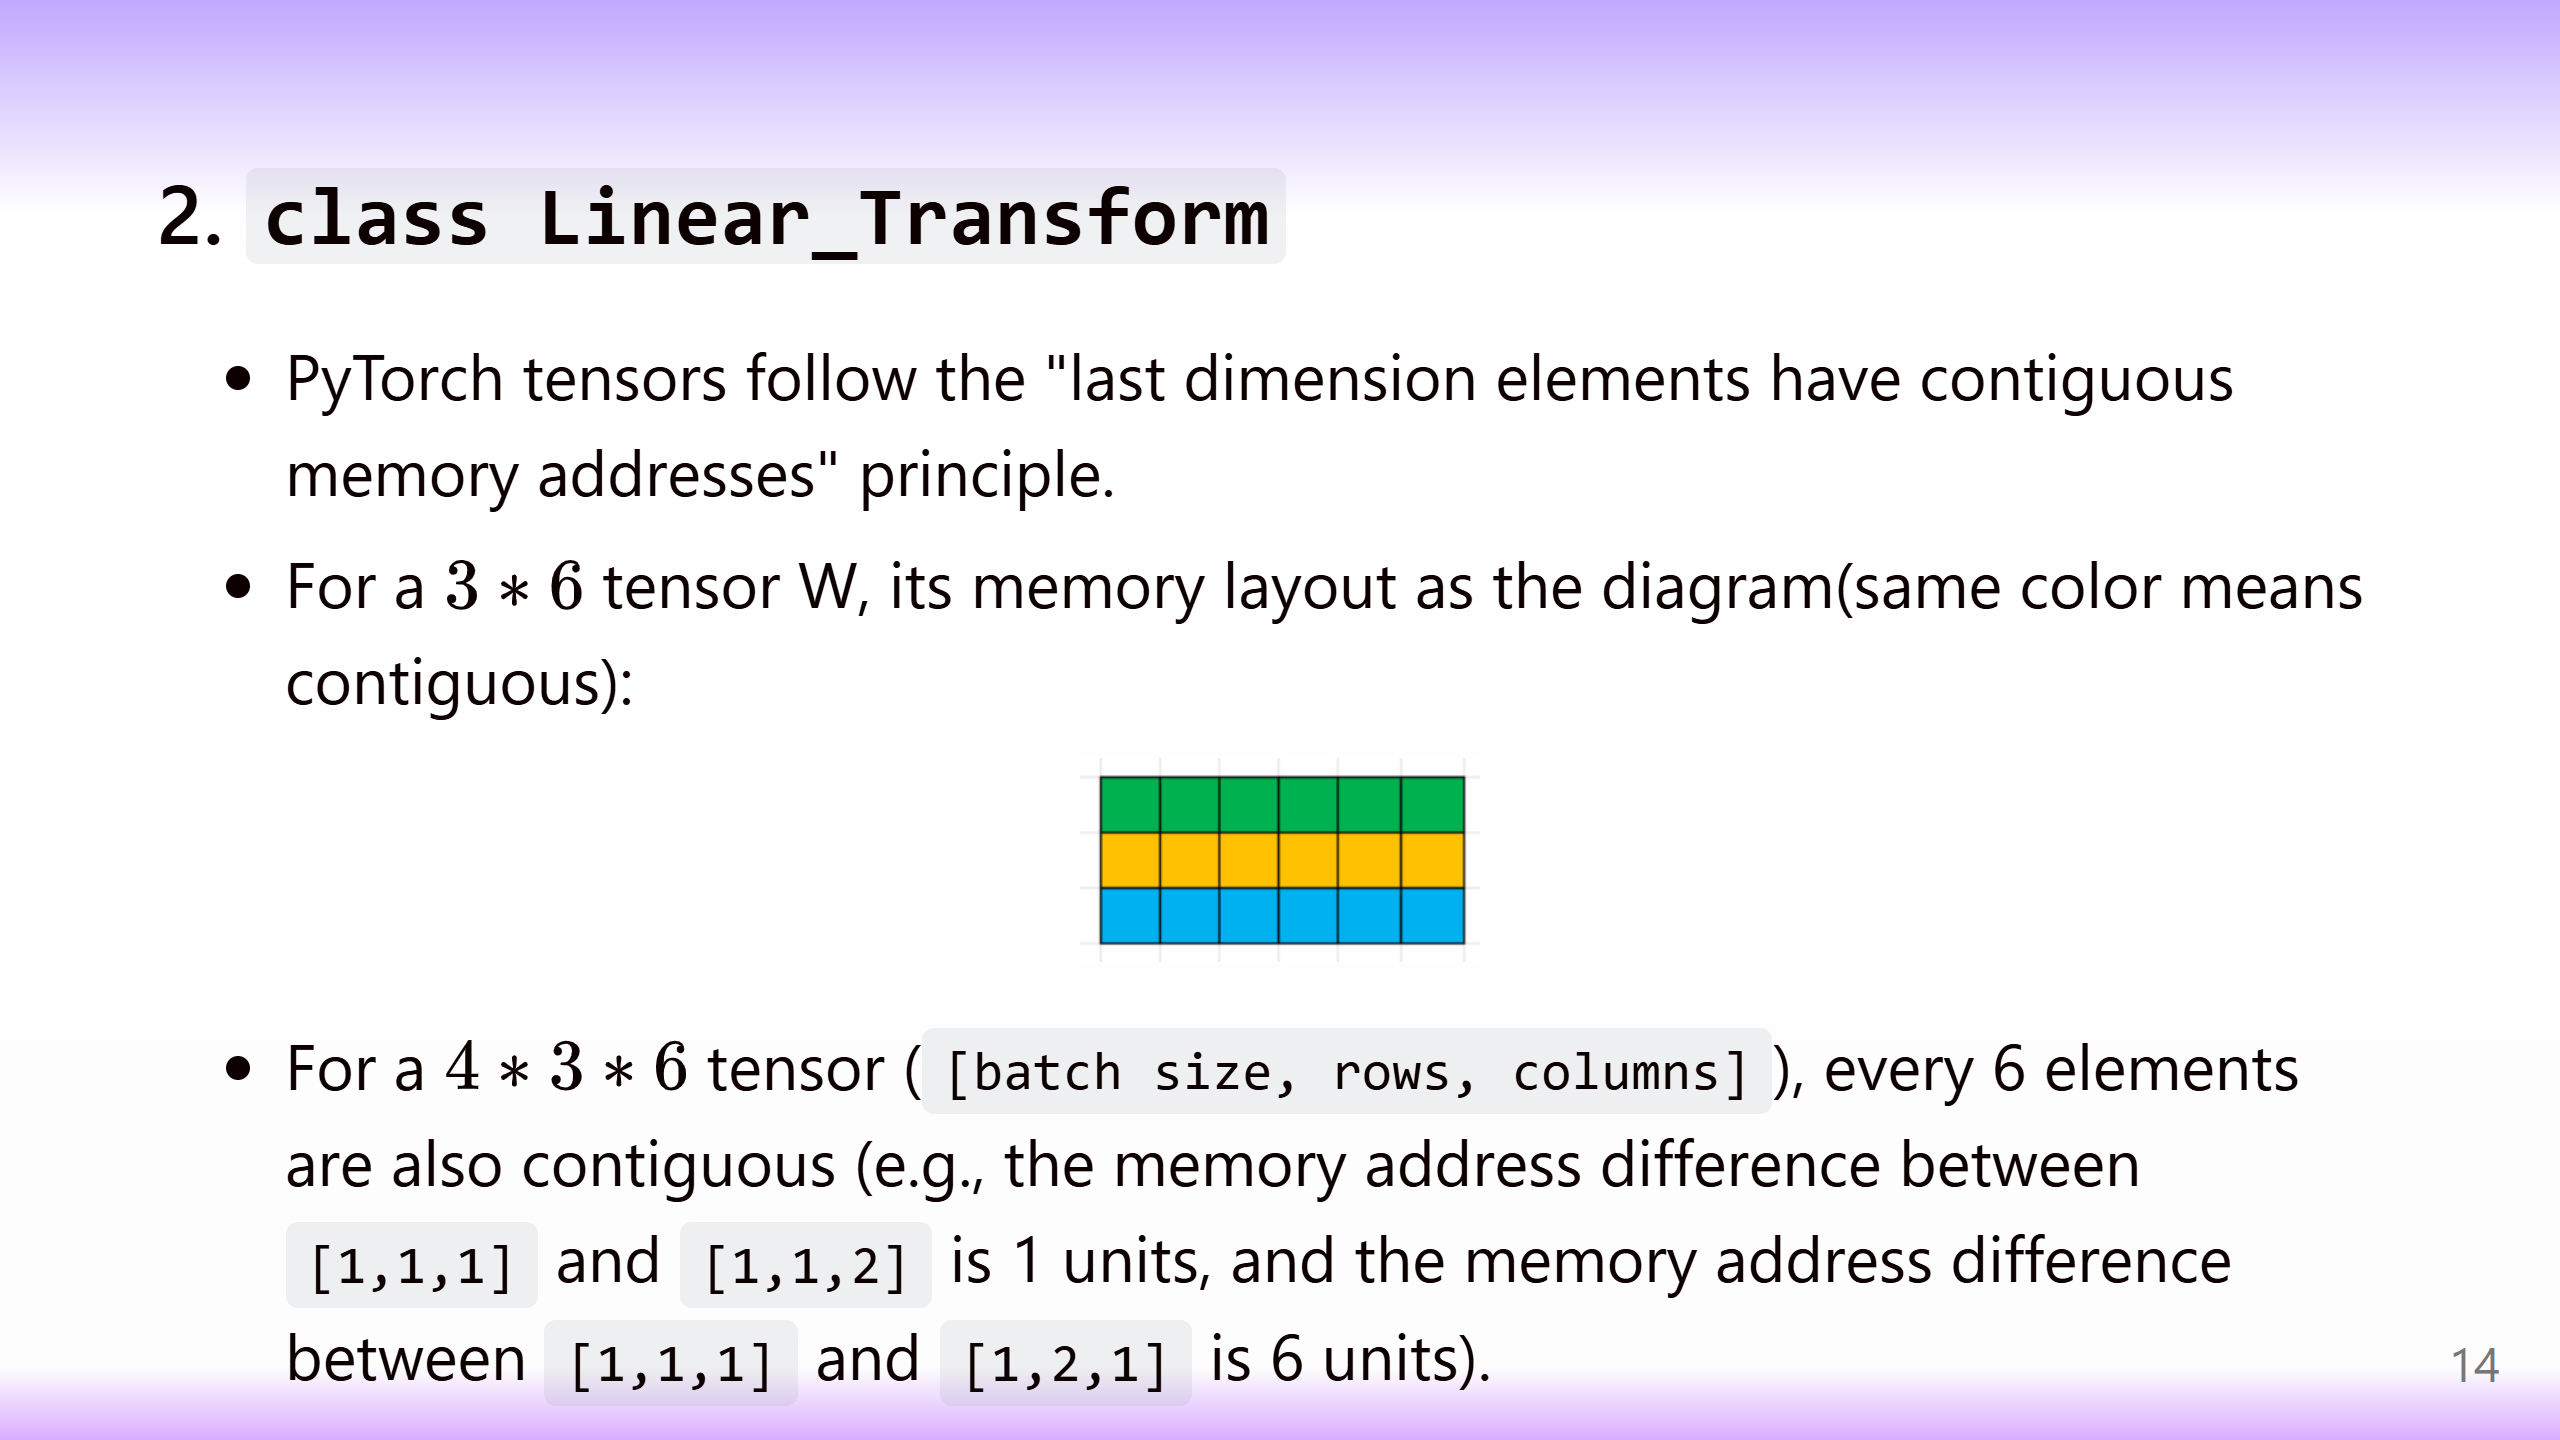 2. class Linear_Transform
• PyTorch tensors follow the "last dimension elements have contiguous
memory addresses" principle.
• For a 3 ∗ 6 tensor W, its memory layout as the diagram(same color means
contiguous):
• For a 4 ∗ 3 ∗ 6 tensor ( [batch size, rows, columns] ), every 6 elements
are also contiguous (e.g., the memory address difference between
[1,1,1] and [1,1,2] is 1 units, and the memory address difference
between [1,1,1] and [1,2,1] is 6 units).
14